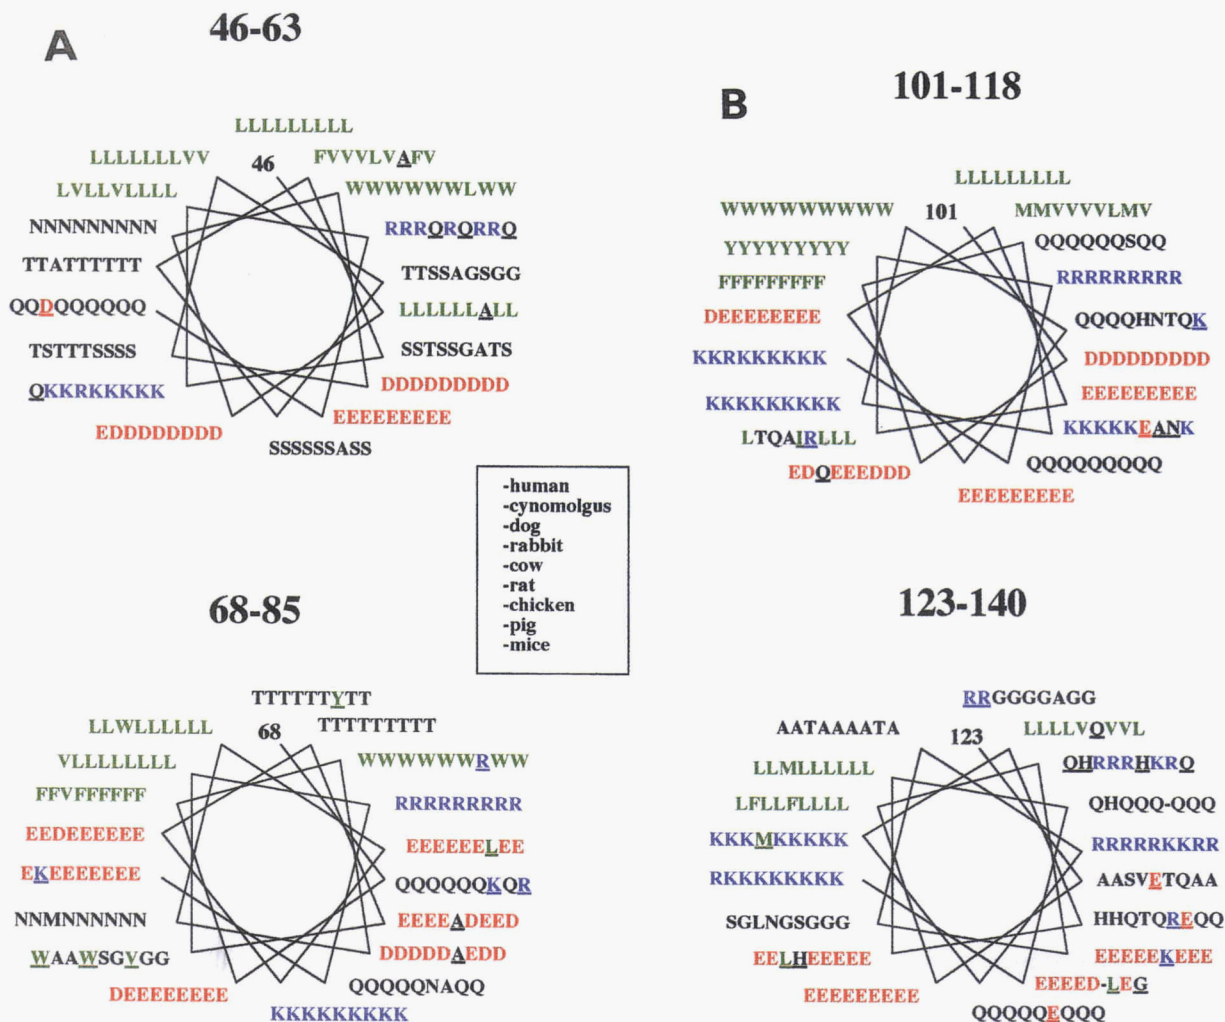 A
46-63
LLLLLLLLL
LLLLLLLVV
46
FVVVLVAFV
LVLLVLLLL
WWWWWWLWW
NNNNNNNNN
RRRQRQRRQ
TTATTTTTT
TTSSAGSGG
QQDQQQQQQ
LLLLLLALL
TSTTTSSSS
SSTSSGATS
QKKRKKKKK
DDDDDDDDD
EDDDDDDDD
EEEEEEEEE
SSSSSSASS
B
101-118
LLLLLLLLL
WWWWWWWWW
101
MMVVVVLMV
YYYYYYYYY
QQQQQQSQQ
FFFFFFFFF
RRRRRRRRR
DEEEEEEEE
QQQQHNTQK
KKRKKKKKK
DDDDDDDDD
KKKKKKKKK
EEEEEEEEE
LTQAIRLLL
KKKKKEANK
EDQEEEDDD
QQQQQQQQQ
EEEEEEEEE
-human
-cynomolgus
-dog
-rabbit
-cow
-rat
-chicken
-pig
-mice
68-85
TTTTTTYTT
LLWLLLLLL
68
TTTTTTTTT
VLLLLLLLL
WWWWWWRWW
FFVFFFFFF
RRRRRRRRR
EEDEEEEEE
EEEEEELEE
EKEEEEEEE
QQQQQQKQR
NNMNNNNNN
EEEEADEED
WAAWSGVGG
DDDDDAEDD
DEEEEEEEE
QQQQQNAQQ
KKKKKKKKK
123-140
RRGGGGAGG
AATAAAATA
123
LLLLVQVVL
LLMLLLLLL
QHRRRHKRQ
LFLLFLLLL
QHQQQ-QQQ
KKKMKKKKK
RRRRRKKRR
RKKKKKKKK
AASVETQAA
SGLNGSGGG
HHQTQREQQ
EELHEEEEE
EEEEEKEEE
EEEEEEEEE
EEEED-LEG
QQQQQEQQQ